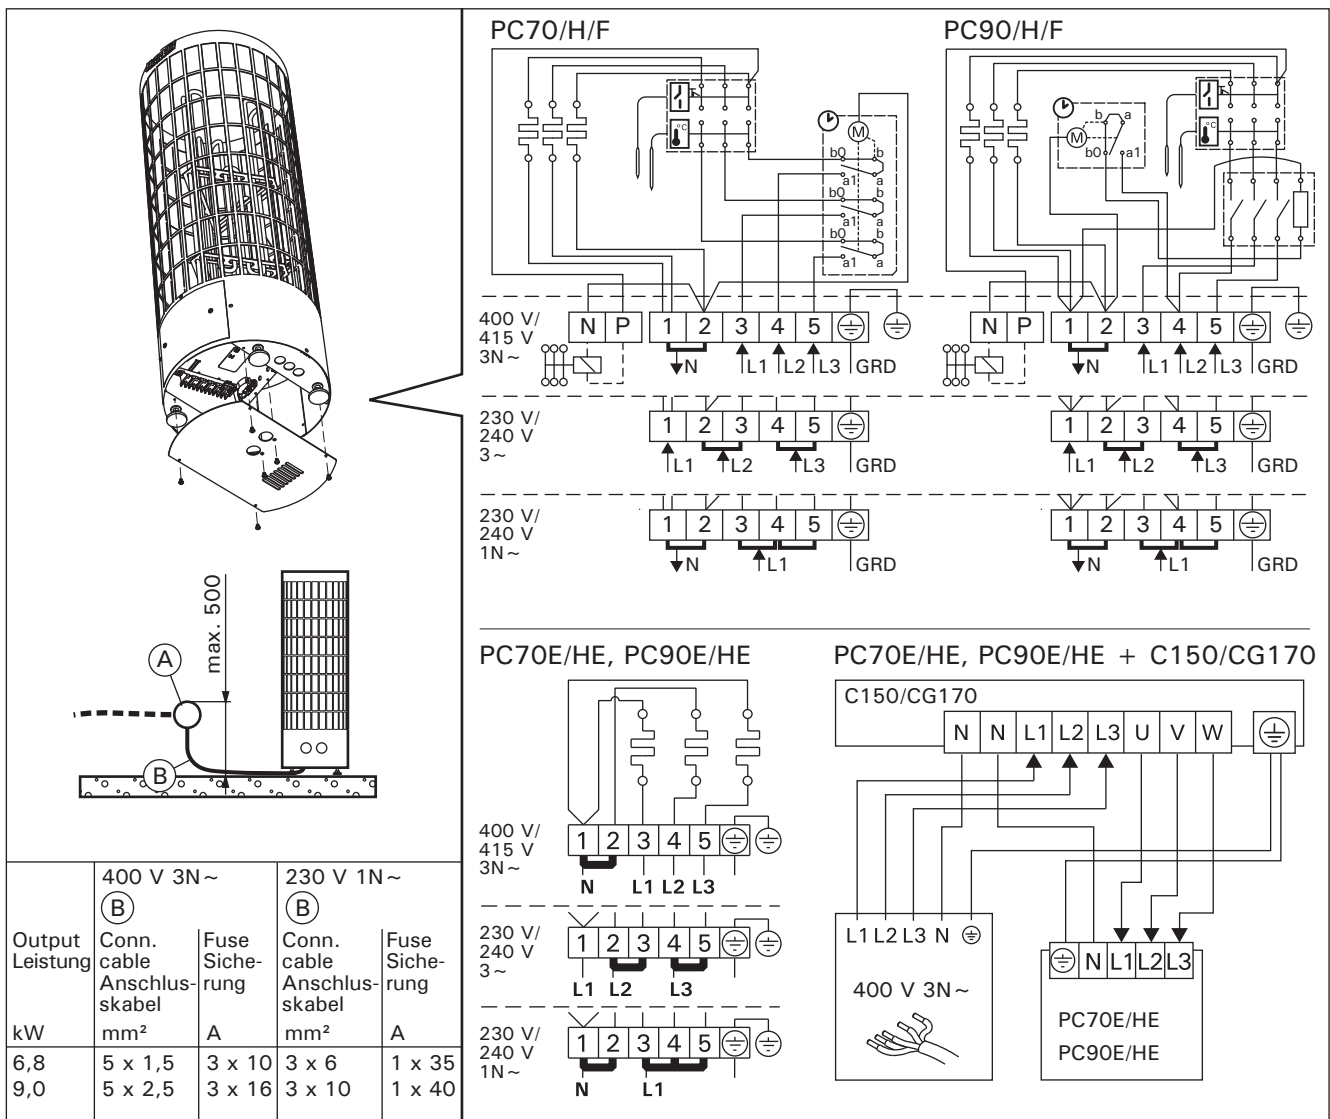 max. 500
A
B
400 V 3N~
230 V 1N~
B
B
Output Leistung
Conn. cable Anschlus-skabel
Fuse Siche-rung
Conn. cable Anschlus-skabel
Fuse Siche-rung
kW
mm²
A
mm²
A
6,8 5 x 1,5 3 x 10 3 x 6 1 x 35
9,0 5 x 2,5 3 x 16 3 x 10 1 x 40
PC70/H/F
°C
M
b0 b
a1 a
b0 b
a1 a
b0 b
a1 a
400 V/
415 V
3N~
N P
1 2 3 4 5
N L1 L2 L3 GRD
230 V/
240 V
3~
1 2 3 4 5
L1 L2 L3 GRD
230 V/
240 V
1N~
1 2 3 4 5
N L1 GRD
PC90/H/F
°C
M
b a
b0 a1
N P
1 2 3 4 5
N L1 L2 L3 GRD
1 2 3 4 5
L1 L2 L3 GRD
1 2 3 4 5
N L1 GRD
PC70E/HE, PC90E/HE
400 V/
415 V
3N~
1 2 3 4 5
N L1 L2 L3
230 V/
240 V
3~
1 2 3 4 5
L1 L2 L3
230 V/
240 V
1N~
1 2 3 4 5
N L1
PC70E/HE, PC90E/HE + C150/CG170
C150/CG170
N N L1 L2 L3 U V W
L1 L2 L3 N
400 V 3N~
N L1 L2 L3
PC70E/HE
PC90E/HE